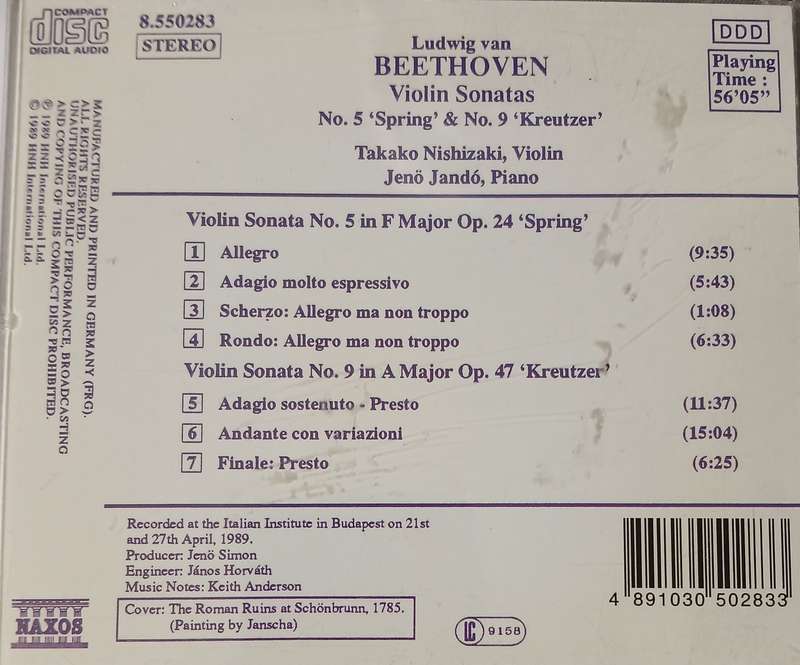 COMPACT
disc
DIGITAL AUDIO
8.550283
STEREO
DDD
Playing
Time :
56'05”
Ludwig van
BEETHOVEN
Violin Sonatas
No. 5 ‘Spring’ & No. 9 ‘Kreutzer’
Takako Nishizaki, Violin
Jenö Jandó, Piano
MANUFACTURED AND PRINTED IN GERMANY (FRG).
ALL RIGHTS RESERVED.
UNAUTHORISED PUBLIC PERFORMANCE, BROADCASTING
AND COPYING OF THIS COMPACT DISC PROHIBITED.
℗ 1989 HNH International Ltd.
© 1989 HNH International Ltd.
Violin Sonata No. 5 in F Major Op. 24 ‘Spring’
1 Allegro (9:35)
2 Adagio molto espressivo (5:43)
3 Scherzo: Allegro ma non troppo (1:08)
4 Rondo: Allegro ma non troppo (6:33)
Violin Sonata No. 9 in A Major Op. 47 ‘Kreutzer’
5 Adagio sostenuto - Presto (11:37)
6 Andante con variazioni (15:04)
7 Finale: Presto (6:25)
Recorded at the Italian Institute in Budapest on 21st
and 27th April, 1989.
Producer: Jenö Simon
Engineer: János Horváth
Music Notes: Keith Anderson
Cover: The Roman Ruins at Schönbrunn, 1785.
(Painting by Janscha)
NAXOS
LC 9158
4 891030 502833